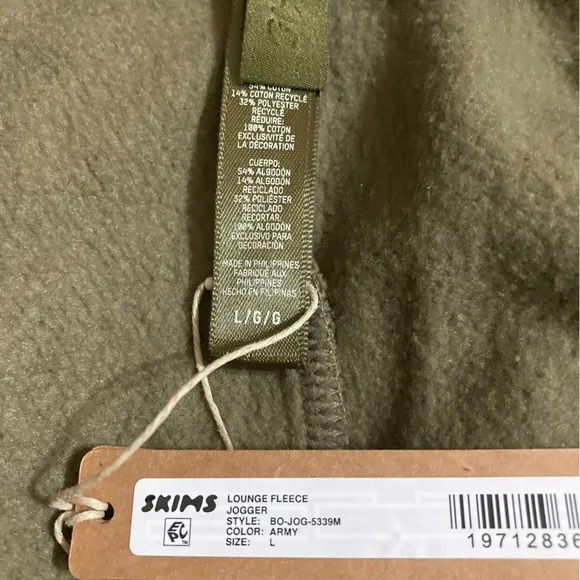 54% COTON
14% COTON RECYCLÉ
32% POLYESTER
RECYCLÉ
RÉDUIRE:
100% COTON
EXCLUSIVITÉ DE
LA DÉCORATION
CUERPO:
54% ALGODÓN
14% ALGODÓN
RECICLADO
32% POLIÉSTER
RECICLADO
RECORTAR:
100% ALGODÓN
EXCLUSIVO PARA
DECORACIÓN
MADE IN PHILIPPINES
FABRIQUÉ AUX
PHILIPPINES
HECHO EN FILIPINAS
L/G/G
SKIMS
LOUNGE FLEECE
JOGGER
STYLE: BO-JOG-5339M
COLOR: ARMY
SIZE: L
19712836